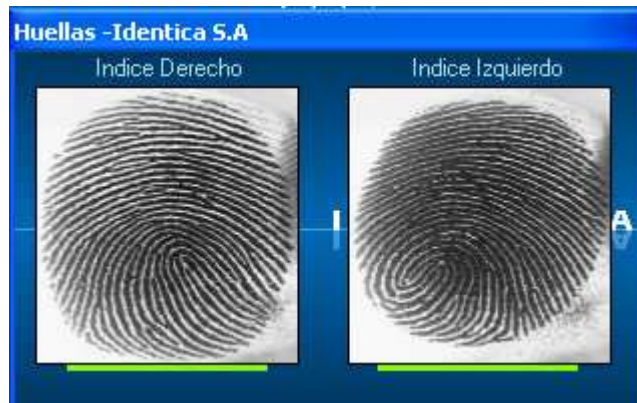 Huellas -Identica S.A
Indice Derecho
Indice Izquierdo
I
A